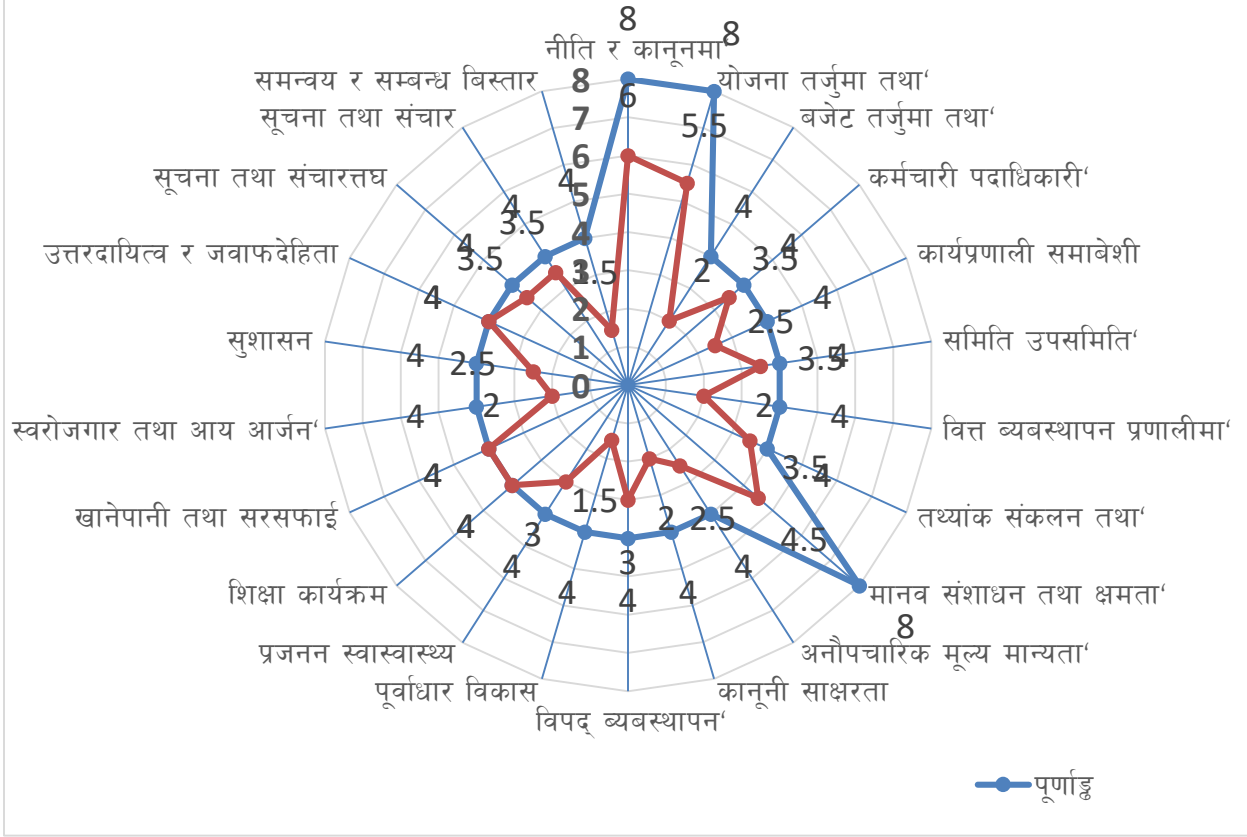 8
8
नीति र कानूनमा‘
समन्वय र सम्बन्ध बिस्तार
8
योजना तर्जुमा तथा‘
सूचना तथा संचार
7
6
5.5
बजेट तर्जुमा तथा‘
सूचना तथा संचारत्तघ
6
4
5
4
3.5
4
4
कर्मचारी पदाधिकारी‘
उत्तरदायित्व र जवाफदेहिता
4
3.5
4
3
1.5
2
4
3.5
कार्यप्रणाली समाबेशी
4
2
2.5
4
सुशासन
4
2.5
1
3.5
4
समिति उपसमिति‘
0
स्वरोजगार तथा आय आर्जन‘
4
2
2
4
वित्त ब्यबस्थापन प्रणालीमा‘
4
3.5
4
खानेपानी तथा सरसफाई
तथ्यांक संकलन तथा‘
4
3
1.5
3
2
2.5
4.5
शिक्षा कार्यक्रम
4
4
4
4
4
मानव संशाधन तथा क्षमता‘
8
प्रजनन स्वास्वास्थ्य
अनौपचारिक मूल्य मान्यता‘
पूर्वाधार विकास
कानूनी साक्षरता
विपद् ब्यबस्थापन‘
पूर्णाङ्ढ